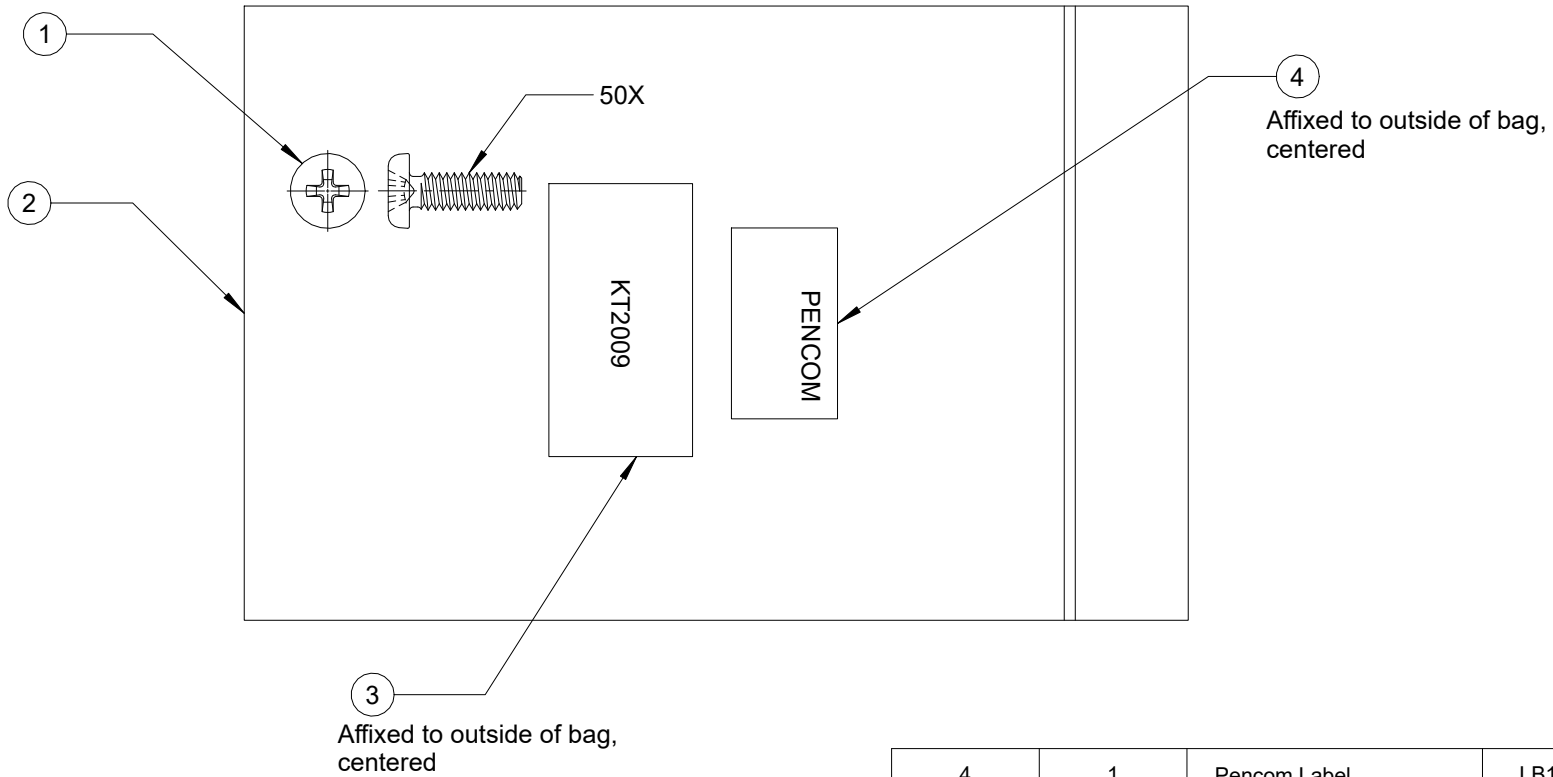 1
50X
4
Affixed to outside of bag,
centered
2
KT2009
PENCOM
3
Affixed to outside of bag,
centered
4 1 Pencom Label